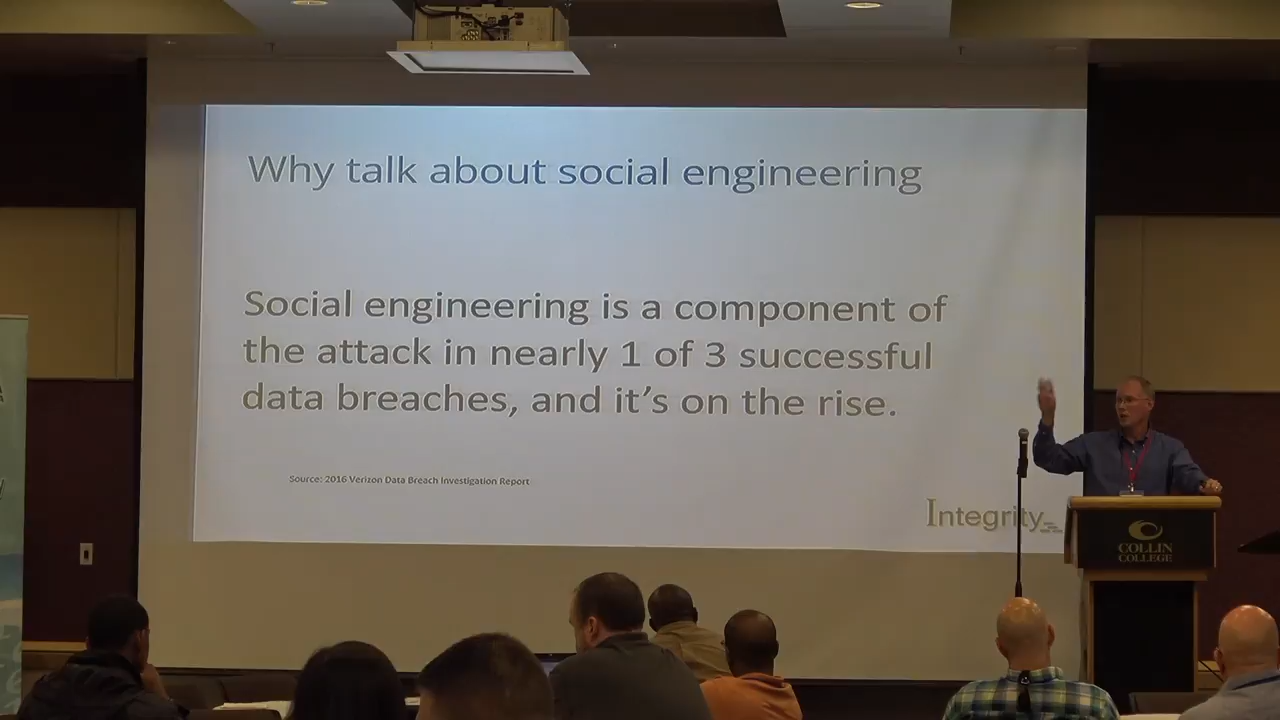 Why talk about social engineering
Social engineering is a component of
the attack in nearly 1 of 3 successful
data breaches, and it's on the rise.
Source: 2016 Verizon Data Breach Investigation Report
Integrity
COLLIN
COLLEGE